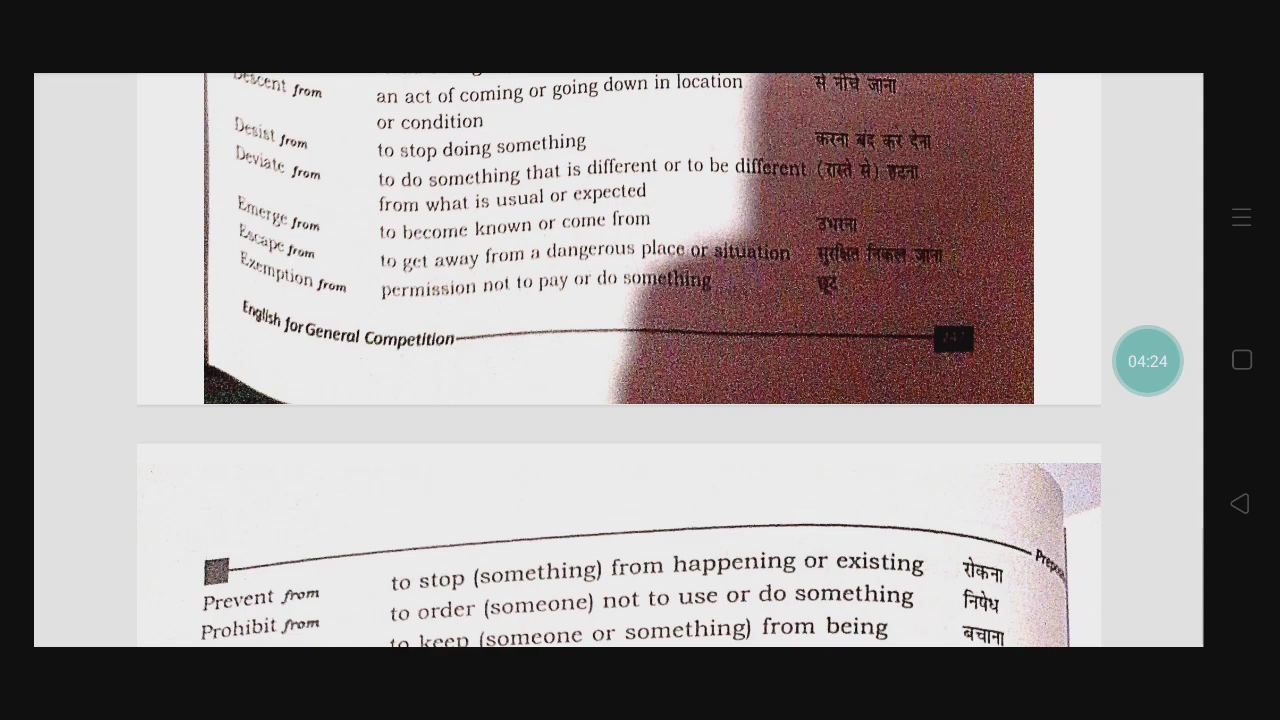 Descent from
an act of coming or going down in location से नीचे जाना
or condition
Desist from to stop doing something करना बंद कर देना
Deviate from to do something that is different or to be different (रास्ते से) हटना
from what is usual or expected
Emerge from to become known or come from उभरना
Escape from to get away from a dangerous place or situation सुरक्षित निकल जाना
Exemption from permission not to pay or do something छूट
English for General Competition
04:24
Prevent from to stop (something) from happening or existing रोकना
Prohibit from to order (someone) not to use or do something निषेध
to keep (someone or something) from being बचाना